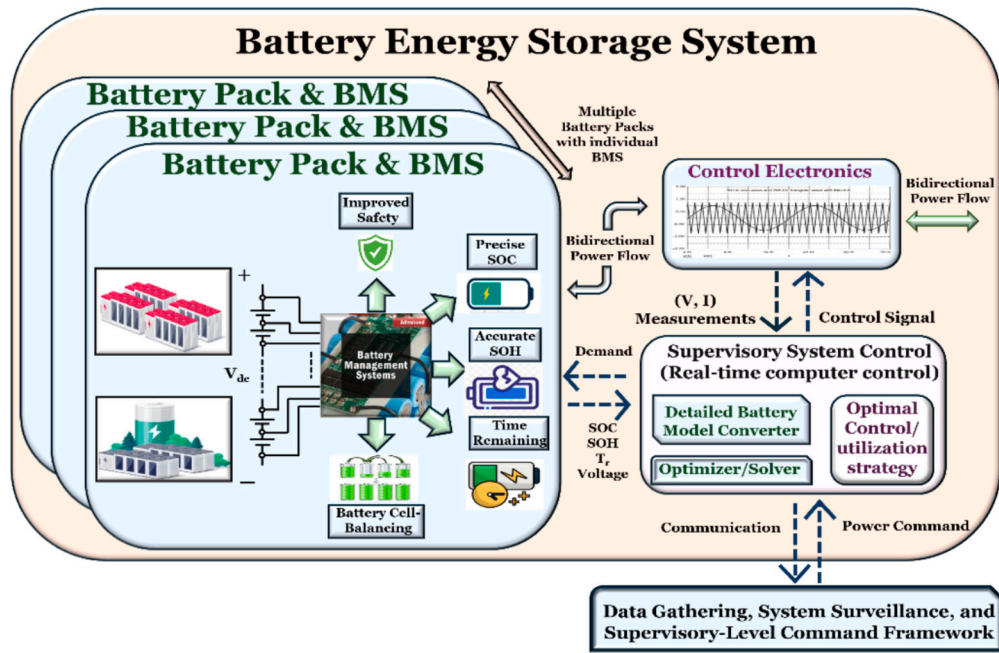 Battery Energy Storage System
Battery Pack & BMS
Battery Pack & BMS
Battery Pack & BMS
Multiple
Battery Packs
with individual
BMS
Improved
Safety
Precise
SOC
Accurate
SOH
Time
Remaining
Battery Cell-
Balancing
+
V_dc
−
Advanced
Battery
Management
Systems
Bidirectional
Power Flow
Control Electronics
Bidirectional
Power Flow
(V, I)
Measurements
Control Signal
Demand
SOC
SOH
T_r
Voltage
Supervisory System Control
(Real-time computer control)
Detailed Battery
Model Converter
Optimizer/Solver
Optimal
Control/
utilization
strategy
Communication
Power Command
Data Gathering, System Surveillance, and
Supervisory-Level Command Framework